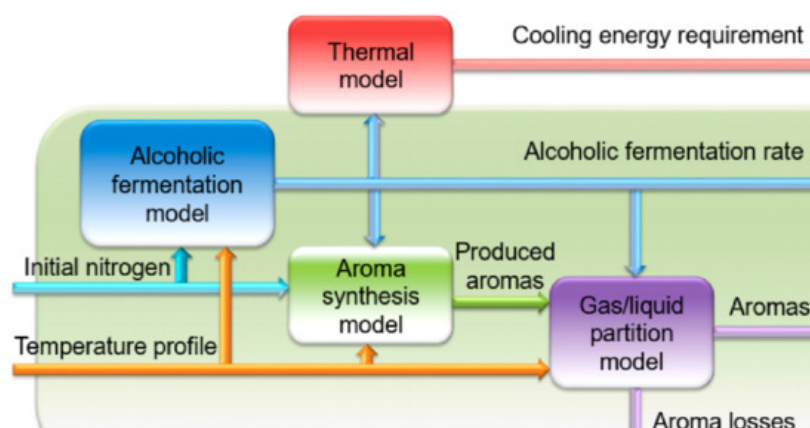 Thermal
model
Cooling energy requirement
Alcoholic
fermentation
model
Alcoholic fermentation rate
Initial nitrogen
Aroma
synthesis
model
Produced
aromas
Gas/liquid
partition
model
Aromas
Temperature profile
Aroma losses